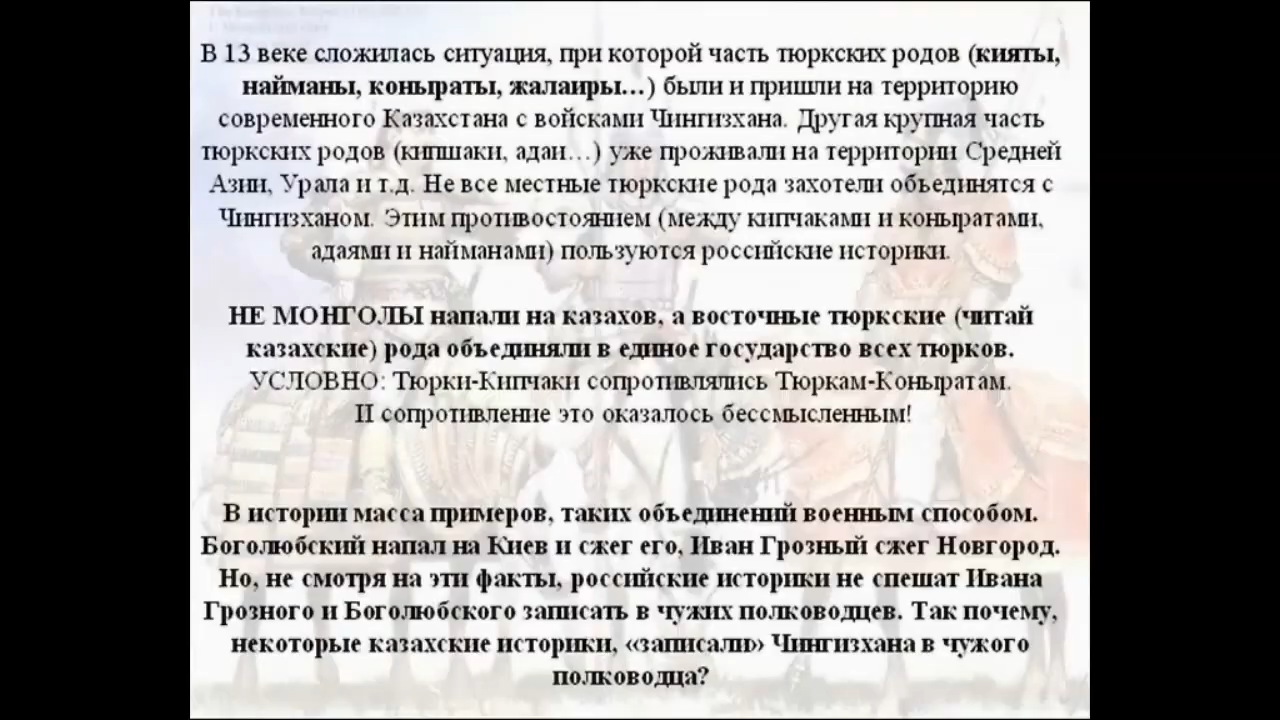 В 13 веке сложилась ситуация, при которой часть тюркских родов (кияты,
найманы, коныраты, жалаиры...) были и пришли на территорию
современного Казахстана с войсками Чингизхана. Другая крупная часть
тюркских родов (кипшаки, адаи...) уже проживали на территории Средней
Азии, Урала и т.д. Не все местные тюркские рода захотели объединятся с
Чингизханом. Этим противостоянием (между кипчаками и коныратами,
адаями и найманами) пользуются российские историки.
НЕ МОНГОЛЫ напали на казахов, а восточные тюркские (читай
казахские) рода объединяли в единое государство всех тюрков.
УСЛОВНО: Тюрки-Кипчаки сопротивлялись Тюркам-Коныратам.
И сопротивление это оказалось бессмысленным!
В истории масса примеров, таких объединений военным способом.
Боголюбский напал на Киев и сжег его, Иван Грозный сжег Новгород.
Но, не смотря на эти факты, российские историки не спешат Ивана
Грозного и Боголюбского записать в чужих полководцев. Так почему,
некоторые казахские историки, «записали» Чингизхана в чужого
полководца?